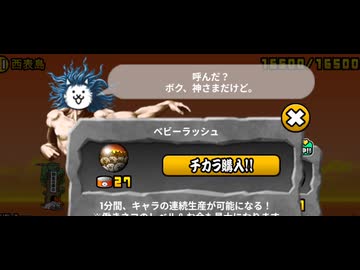 西表島
16500/16500
呼んだ？
ボク、神さまだけど。
ベビーラッシュ
27
チカラ購入!!
1分間、キャラの連続生産が可能になる！